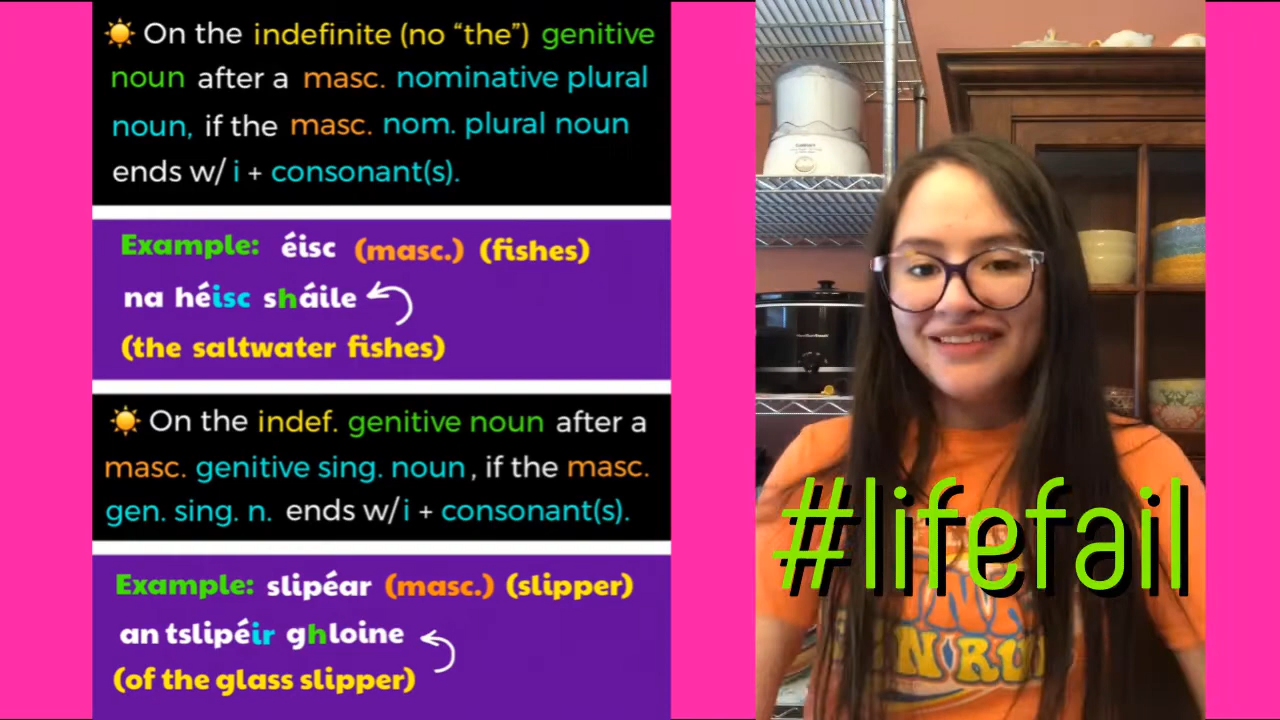 On the indefinite (no “the”) genitive
noun after a masc. nominative plural
noun, if the masc. nom. plural noun
ends w/ i + consonant(s).
Example: éisc (masc.) (fishes)
na héisc sháile
(the saltwater fishes)
On the indef. genitive noun after a
masc. genitive sing. noun, if the masc.
gen. sing. n. ends w/ i + consonant(s).
Example: slipéar (masc.) (slipper)
an tslipéir ghloine
(of the glass slipper)
#lifefail